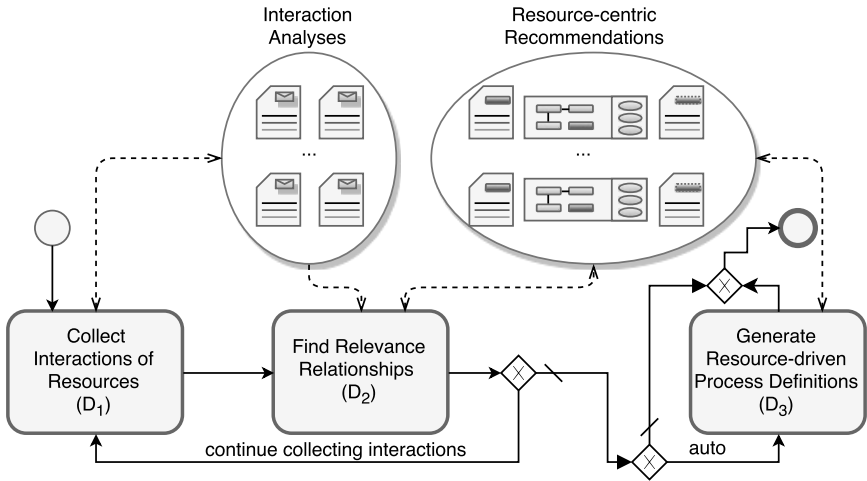 Interaction
Analyses
Resource-centric
Recommendations
...
...
Collect
Interactions of
Resources
(D1)
Find Relevance
Relationships
(D2)
Generate
Resource-driven
Process Definitions
(D3)
continue collecting interactions
auto